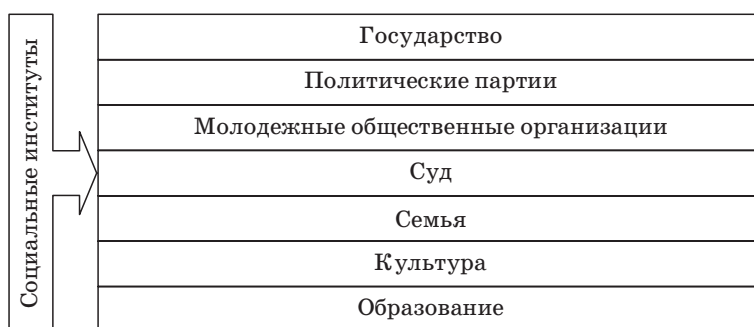 Социальные институты
Государство
Политические партии
Молодежные общественные организации
Суд
Семья
Культура
Образование